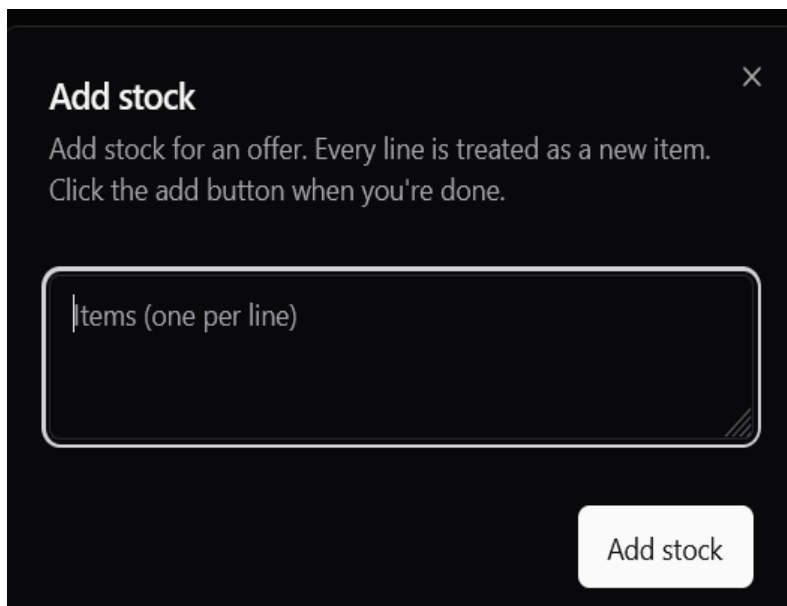 Add stock
Add stock for an offer. Every line is treated as a new item.
Click the add button when you're done.
Items (one per line)
Add stock